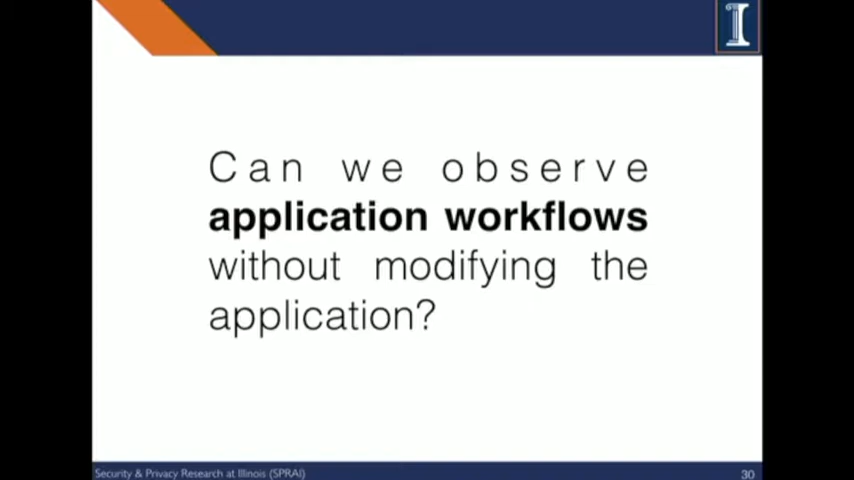 Can we observe
application workflows
without modifying the
application?
Security & Privacy Research at Illinois (SPRAI)
30